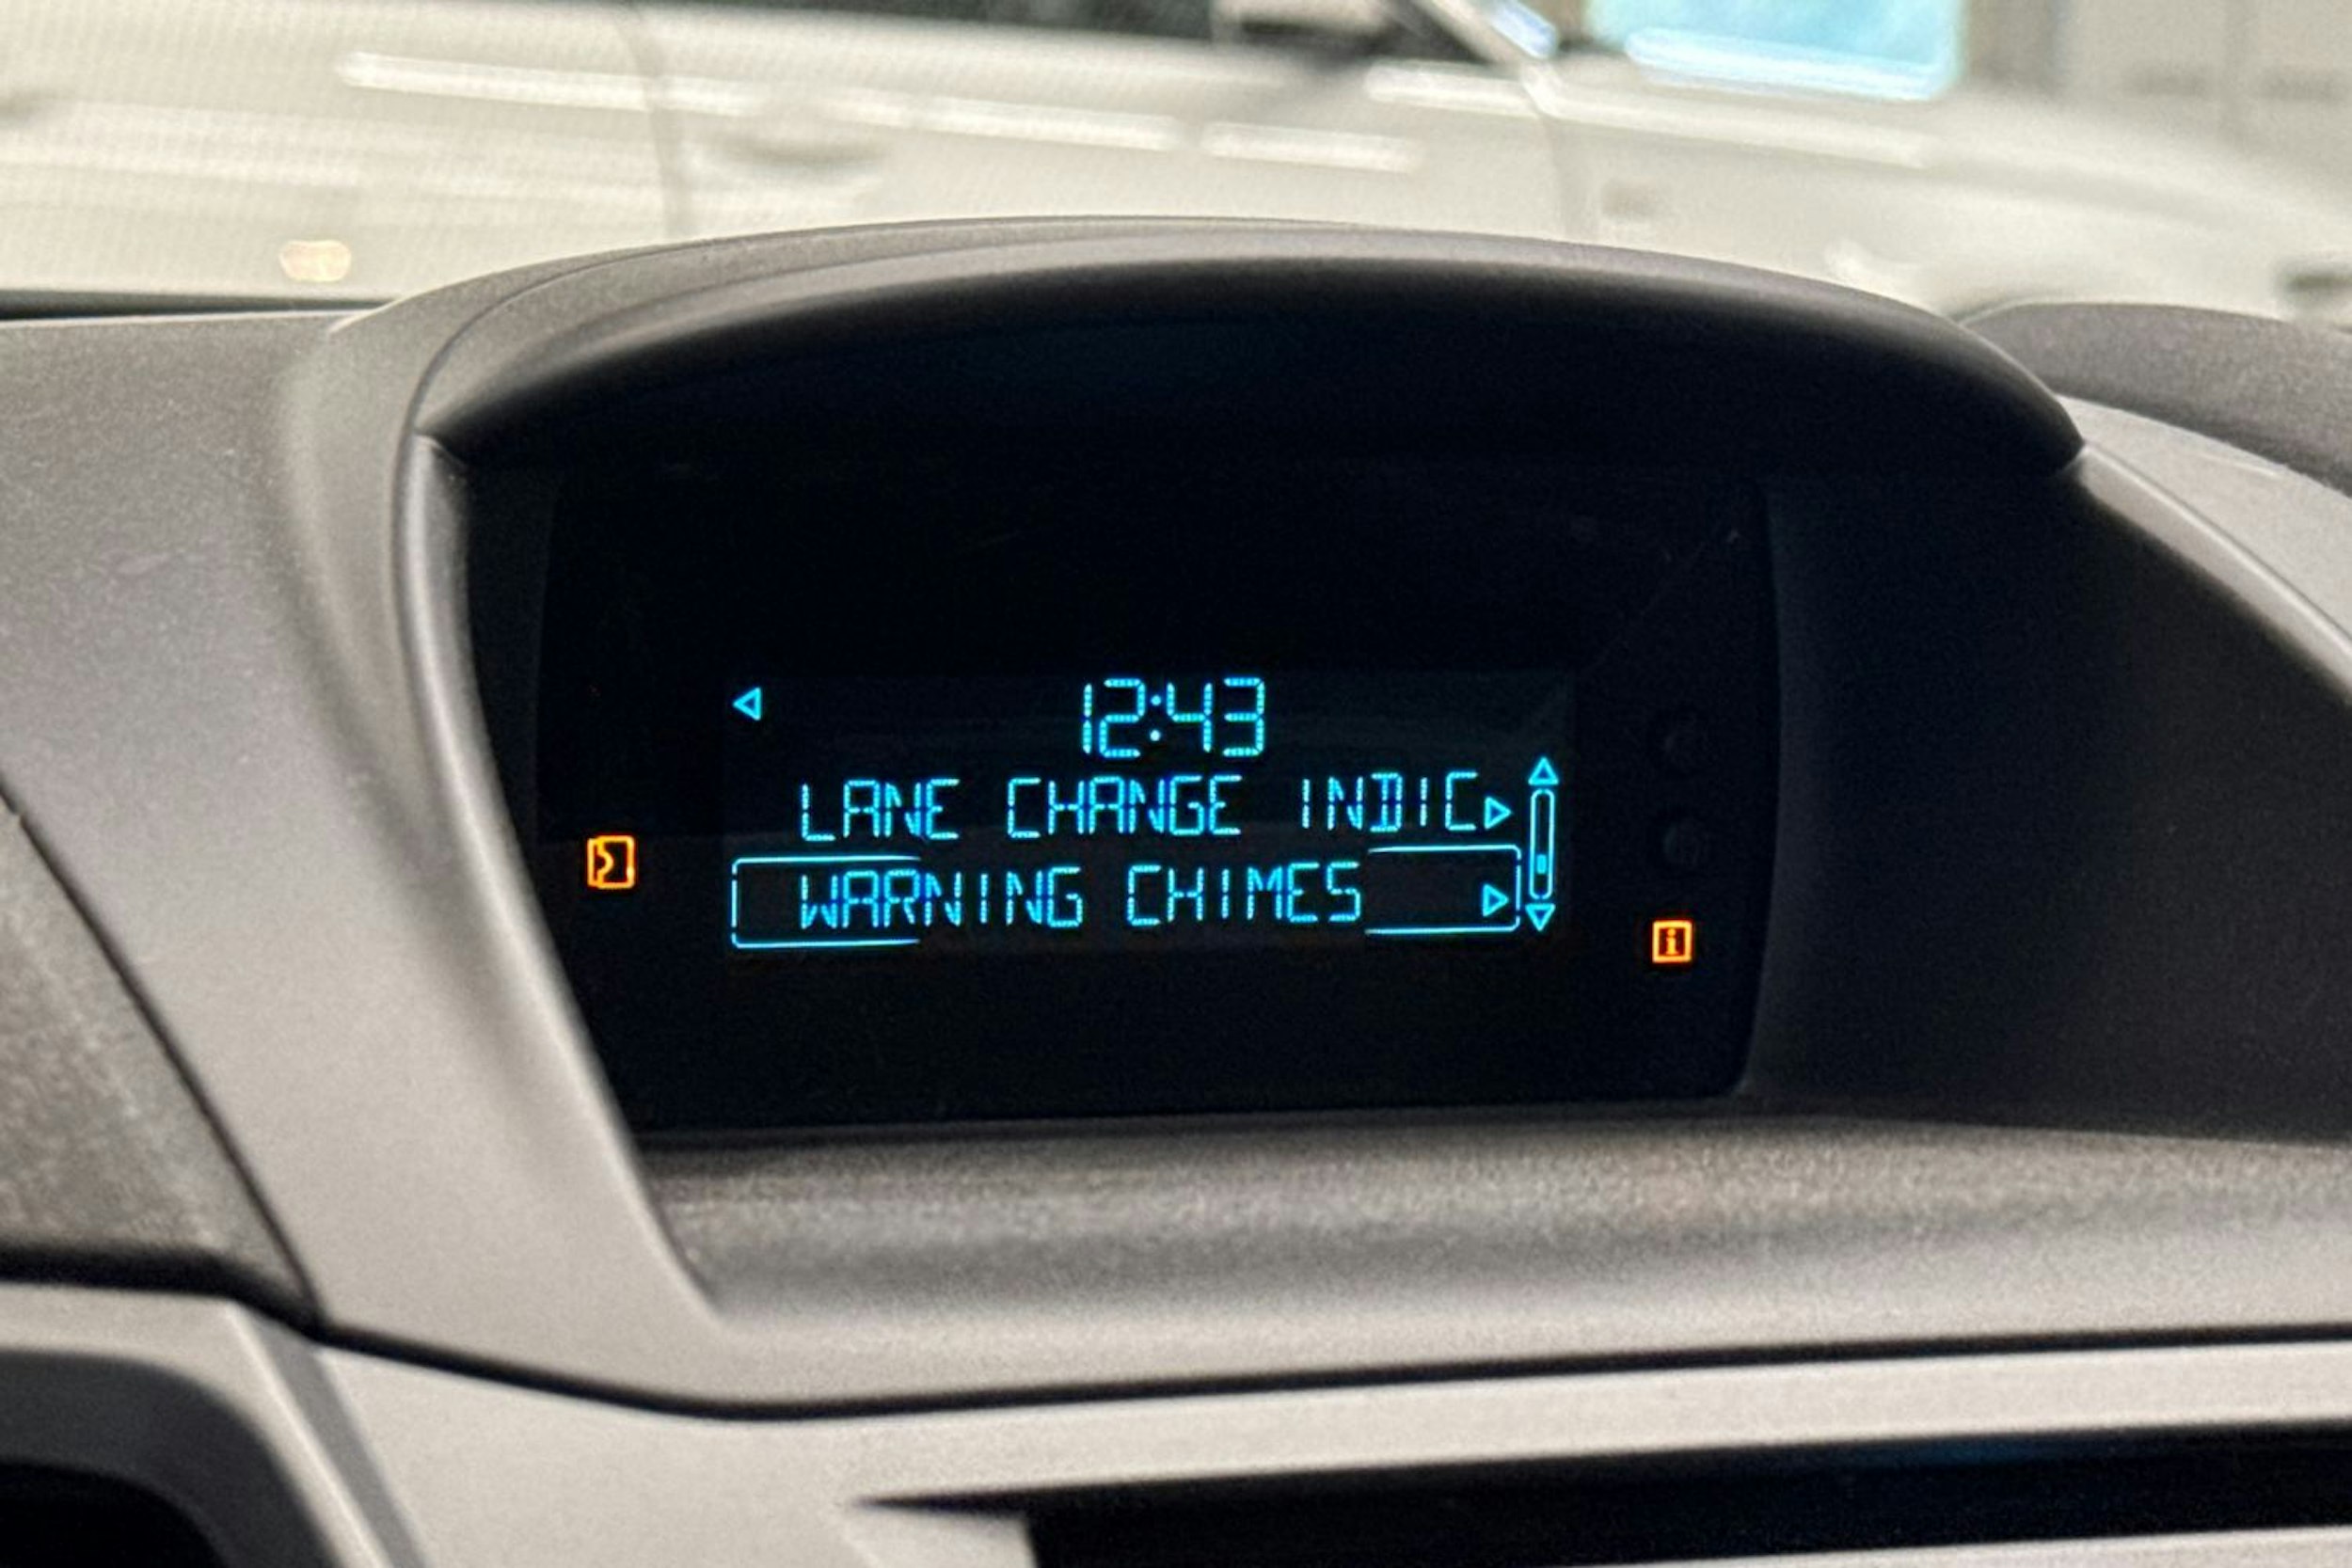 12:43
LANE CHANGE INDIC
WARNING CHIMES
i